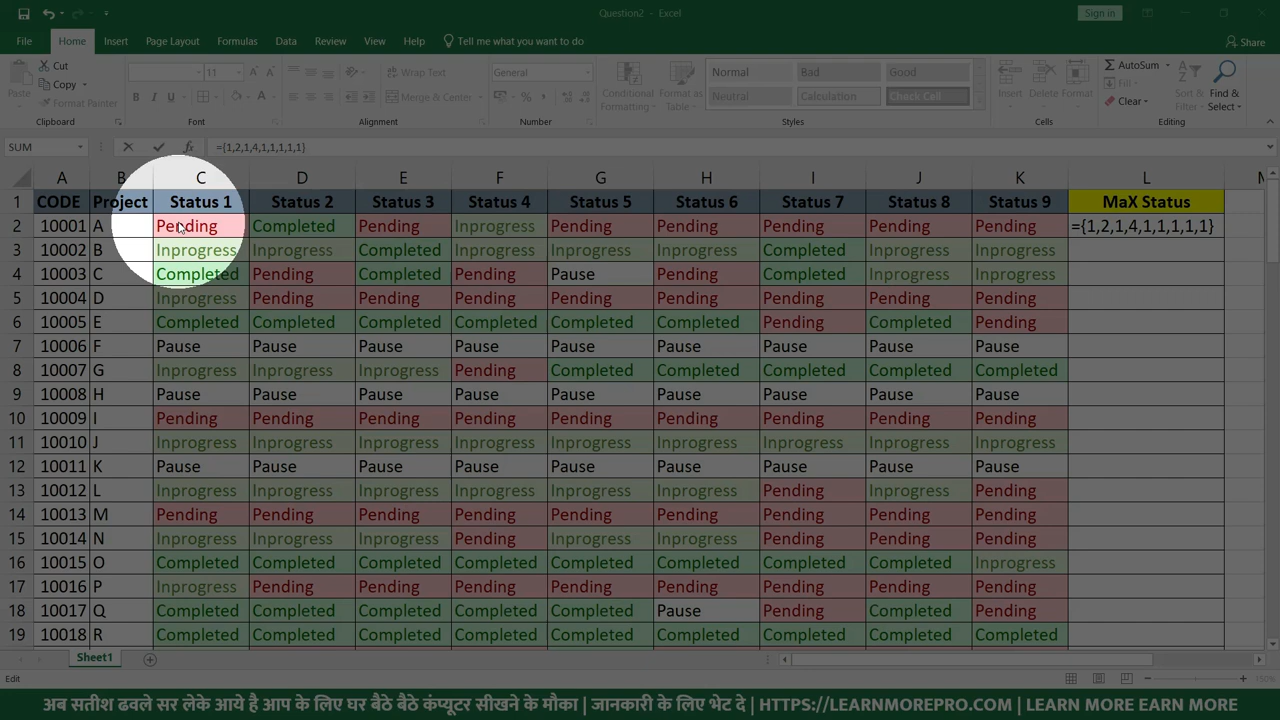 Question2 - Excel
Sign in
File Home Insert Page Layout Formulas Data Review View Help Tell me what you want to do Share
Cut
Copy
Format Painter
Paste
Clipboard
11
B I U
Font
Wrap Text
Merge & Center
Alignment
General
Number
Conditional Formatting
Format as Table
Normal Bad Good
Neutral Calculation Check Cell
Styles
Insert Delete Format
Cells
AutoSum
Fill
Clear
Sort & Filter
Find & Select
Editing
SUM ={1,2,1,4,1,1,1,1,1}
A B C D E F G H I J K L
1 CODE Project Status 1 Status 2 Status 3 Status 4 Status 5 Status 6 Status 7 Status 8 Status 9 MaX Status
2 10001 A Pending Completed Pending Inprogress Pending Pending Pending Pending Pending ={1,2,1,4,1,1,1,1,1}
3 10002 B Inprogress Inprogress Inprogress Inprogress Inprogress Inprogress Completed Inprogress Inprogress
4 10003 C Completed Pending Completed Pending Pause Pending Completed Inprogress Inprogress
5 10004 D Inprogress Pending Pending Pending Pending Pending Pending Pending Pending
6 10005 E Completed Completed Completed Completed Completed Completed Pending Completed Pending
7 10006 F Pause Pause Pause Pause Pause Pause Pause Pause Pause
8 10007 G Inprogress Inprogress Inprogress Pending Completed Completed Completed Completed Completed
9 10008 H Pause Pause Pause Pause Pause Pause Pause Pause Pause
10 10009 I Pending Pending Pending Pending Pending Pending Pending Pending Pending
11 10010 J Inprogress Inprogress Inprogress Inprogress Inprogress Inprogress Inprogress Inprogress Inprogress
12 10011 K Pause Pause Pause Pause Pause Pause Pause Pause Pause
13 10012 L Inprogress Inprogress Inprogress Inprogress Inprogress Inprogress Pending Inprogress Pending
14 10013 M Pending Pending Pending Pending Pending Pending Pending Pending Pending
15 10014 N Inprogress Inprogress Inprogress Pending Inprogress Inprogress Pending Pending Pending
16 10015 O Completed Completed Completed Completed Completed Completed Completed Completed Inprogress
17 10016 P Inprogress Pending Pending Pending Pending Pending Pending Pending Pending
18 10017 Q Completed Completed Completed Completed Completed Pause Pending Completed Pending
19 10018 R Completed Completed Completed Completed Completed Completed Completed Completed Completed
Sheet1
Edit
अब सतीश ढवले सर लेके आये है आप के लिए घर बैठे बैठे कंप्यूटर सीखने के मौका | जानकारी के लिए भेट दे | HTTPS://LEARNMOREPRO.COM | LEARN MORE EARN MORE